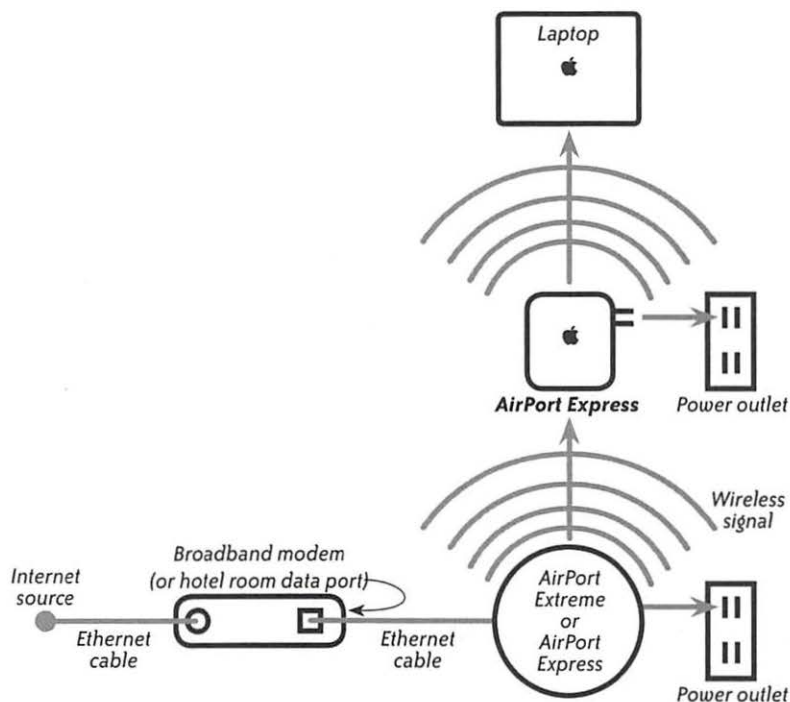 Laptop
AirPort Express
Power outlet
Wireless
signal
Broadband modem
(or hotel room data port)
Internet
source
Ethernet
cable
Ethernet
cable
AirPort
Extreme
or
AirPort
Express
Power outlet